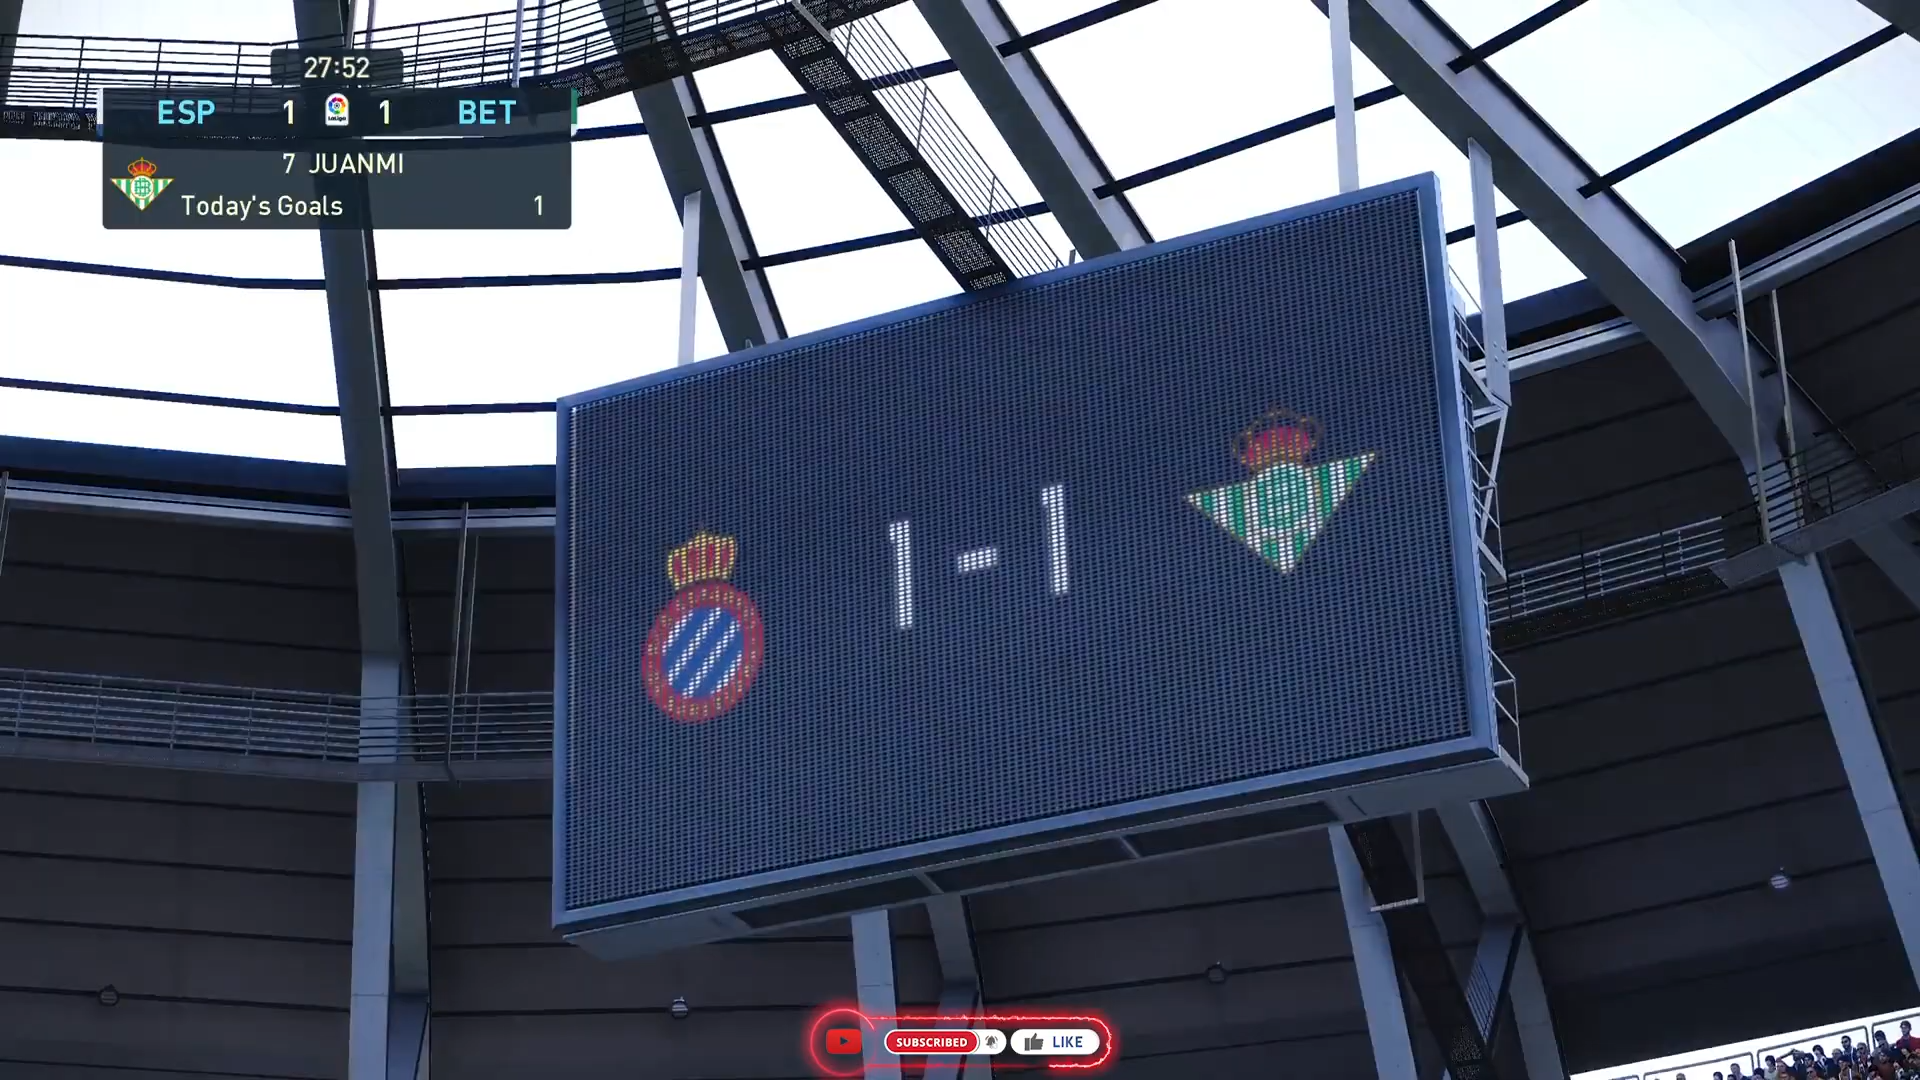 27:52
ESP 1 1 BET
7 JUANMI
Today's Goals 1
1 - 1
SUBSCRIBED LIKE